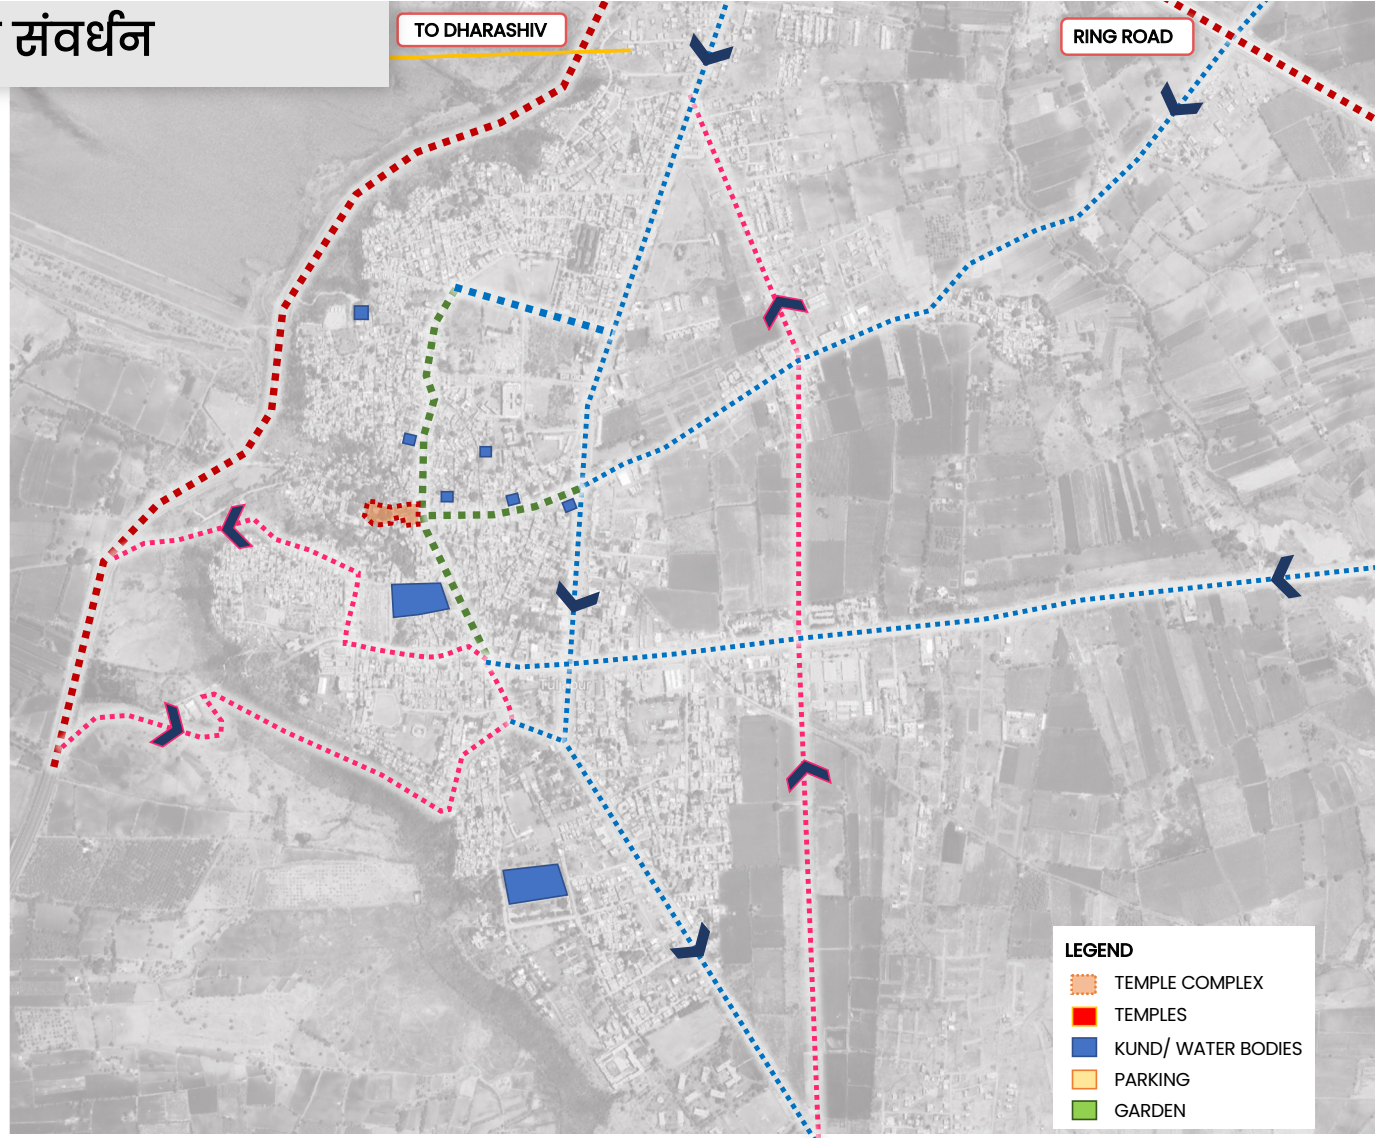 संवर्धन
TO DHARASHIV
RING ROAD
LEGEND
TEMPLE COMPLEX
TEMPLES
KUND/ WATER BODIES
PARKING
GARDEN